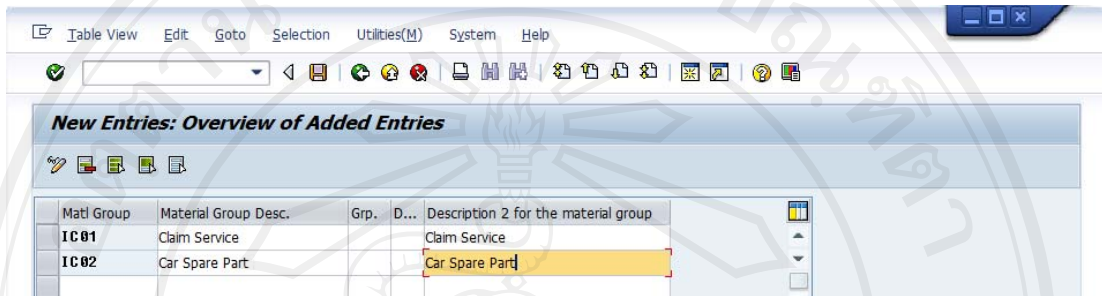 Table View Edit Goto Selection Utilities(M) System Help
New Entries: Overview of Added Entries
Matl Group Material Group Desc. Grp. D... Description 2 for the material group
IC01 Claim Service Claim Service
IC02 Car Spare Part Car Spare Part